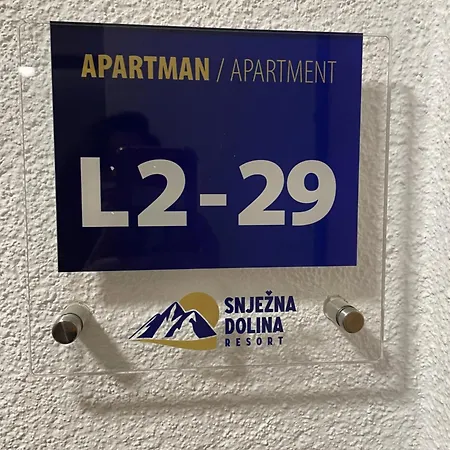 APARTMAN / APARTMENT
L2-29
SNJEŽNA
DOLINA
RESORT